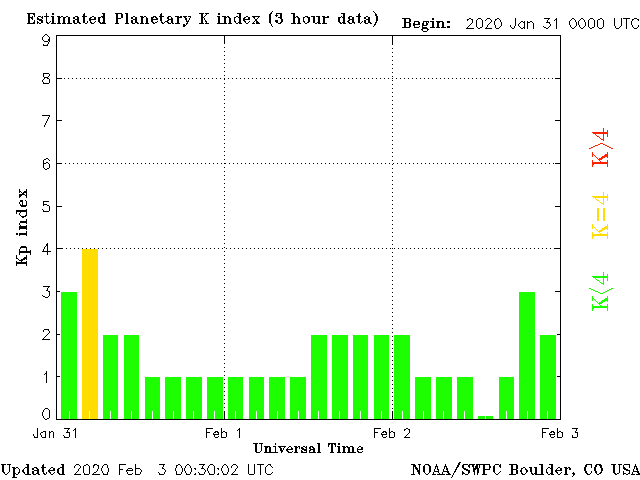 Estimated Planetary K index (3 hour data)
Begin: 2020 Jan 31 0000 UTC
9
8
7
6
5
4
3
2
1
0
Kp index
K>4
K=4
K<4
Jan 31
Feb 1
Feb 2
Feb 3
Universal Time
Updated 2020 Feb 3 00:30:02 UTC
NOAA/SWPC Boulder, CO USA